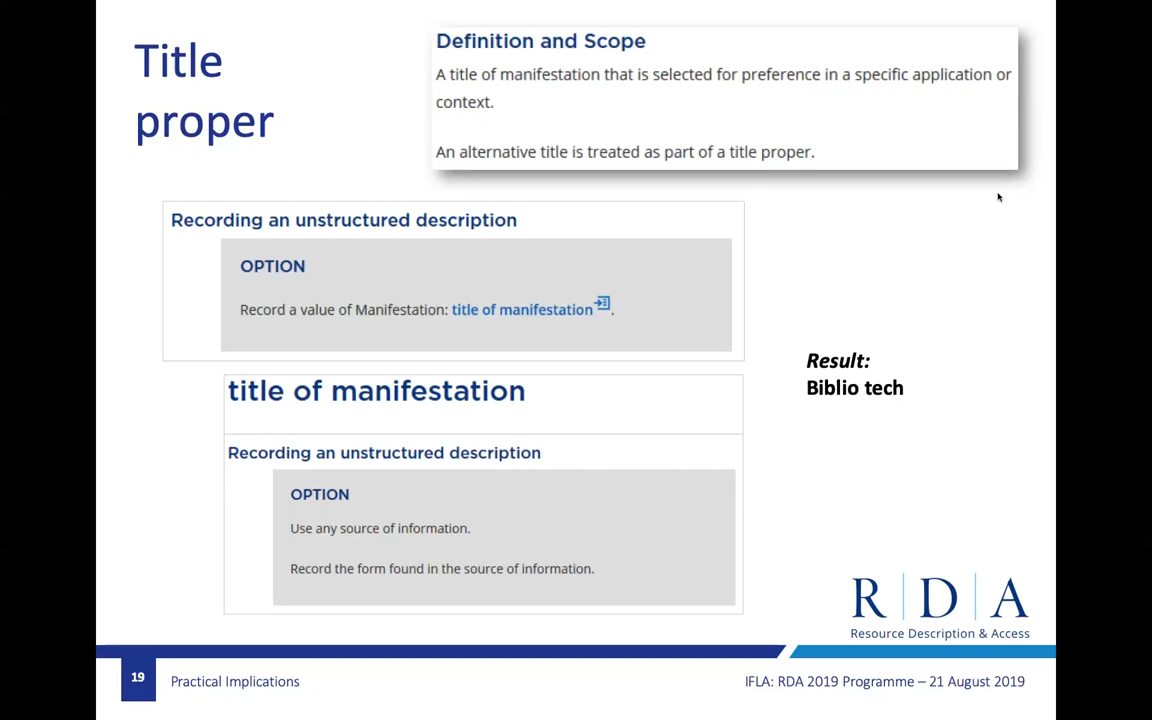 Title
proper
Definition and Scope
A title of manifestation that is selected for preference in a specific application or
context.
An alternative title is treated as part of a title proper.
Recording an unstructured description
OPTION
Record a value of Manifestation: title of manifestation.
title of manifestation
Recording an unstructured description
OPTION
Use any source of information.
Record the form found in the source of information.
Result:
Biblio tech
R D A
Resource Description & Access
19
Practical Implications
IFLA: RDA 2019 Programme – 21 August 2019